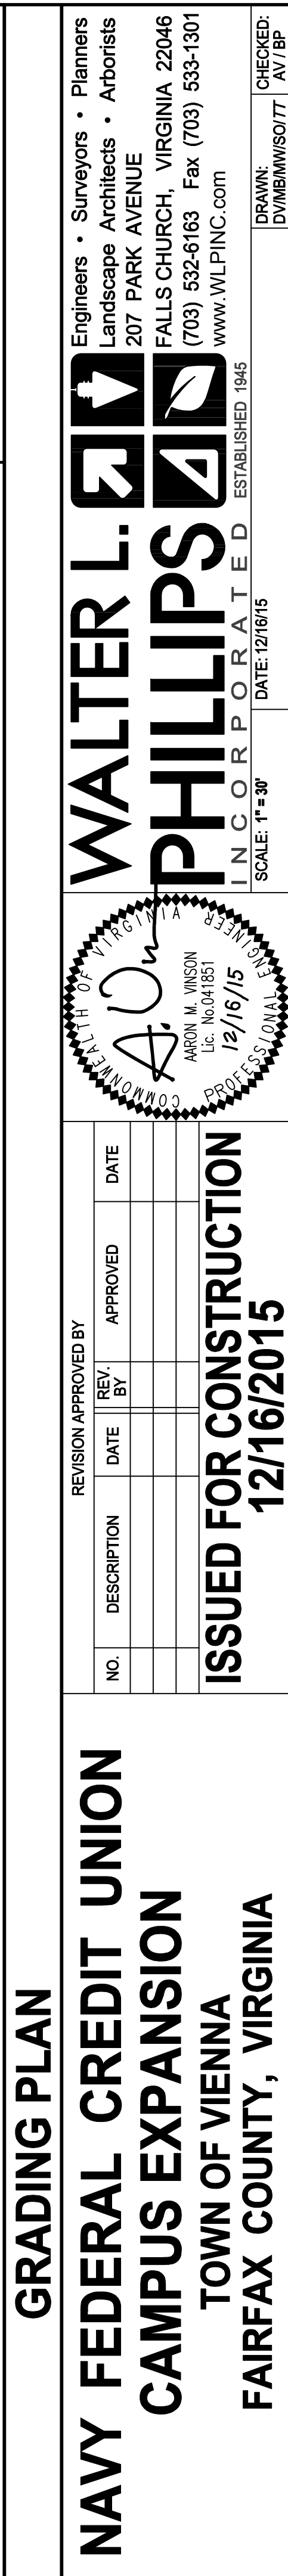 GRADING PLAN
NAVY FEDERAL CREDIT UNION
CAMPUS EXPANSION
TOWN OF VIENNA
FAIRFAX COUNTY, VIRGINIA
REVISION APPROVED BY
NO. DESCRIPTION DATE REV. BY APPROVED DATE
ISSUED FOR CONSTRUCTION
12/16/2015
COMMONWEALTH OF VIRGINIA
A. Vin
AARON M. VINSON
Lic. No.041851
12/16/15
PROFESSIONAL ENGINEER
WALTER L.
PHILLIPS
INCORPORATED
ESTABLISHED 1945
Engineers • Surveyors • Planners
Landscape Architects • Arborists
207 PARK AVENUE
FALLS CHURCH, VIRGINIA 22046
(703) 532-6163 Fax (703) 533-1301
www.WLPINC.com
SCALE: 1" = 30'
DATE: 12/16/15
DRAWN:
DV/MB/MW/SO/TT
CHECKED:
AV / BP